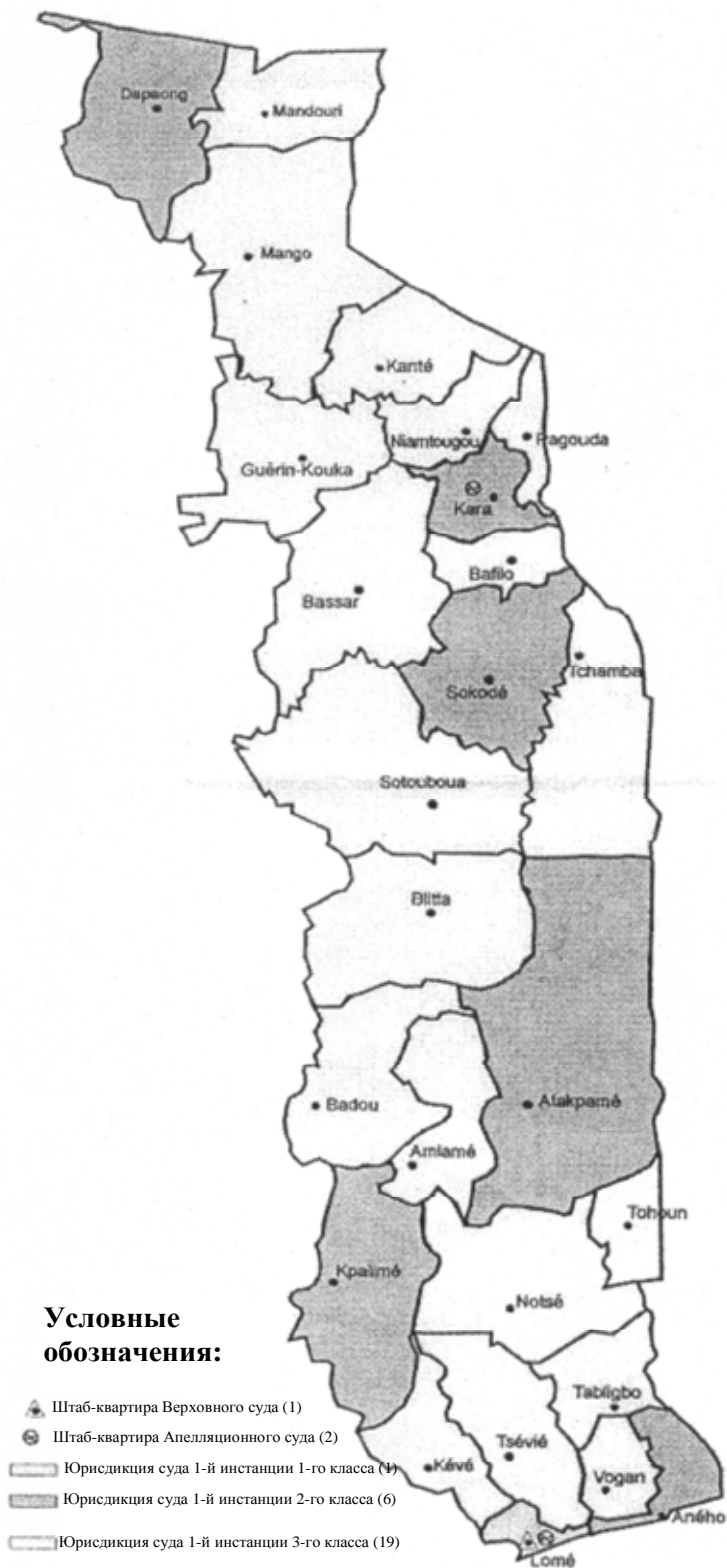 Dapaong
Mandouri
Mango
Kanté
Niamtougou
Pagouda
Guérin-Kouka
Kara
Bafilo
Bassar
Tchamba
Sokodé
Sotouboua
Blitta
Badou
Atakpamé
Amlamé
Tohoun
Kpalimé
Notsé
Условные
обозначения:
Tabligbo
Штаб-квартира Верховного суда (1)
Штаб-квартира Апелляционного суда (2)
Tsévié
Kévé
Юрисдикция суда 1-й инстанции 1-го класса (1)
Vogan
Юрисдикция суда 1-й инстанции 2-го класса (6)
Aného
Юрисдикция суда 1-й инстанции 3-го класса (19)
Lomé